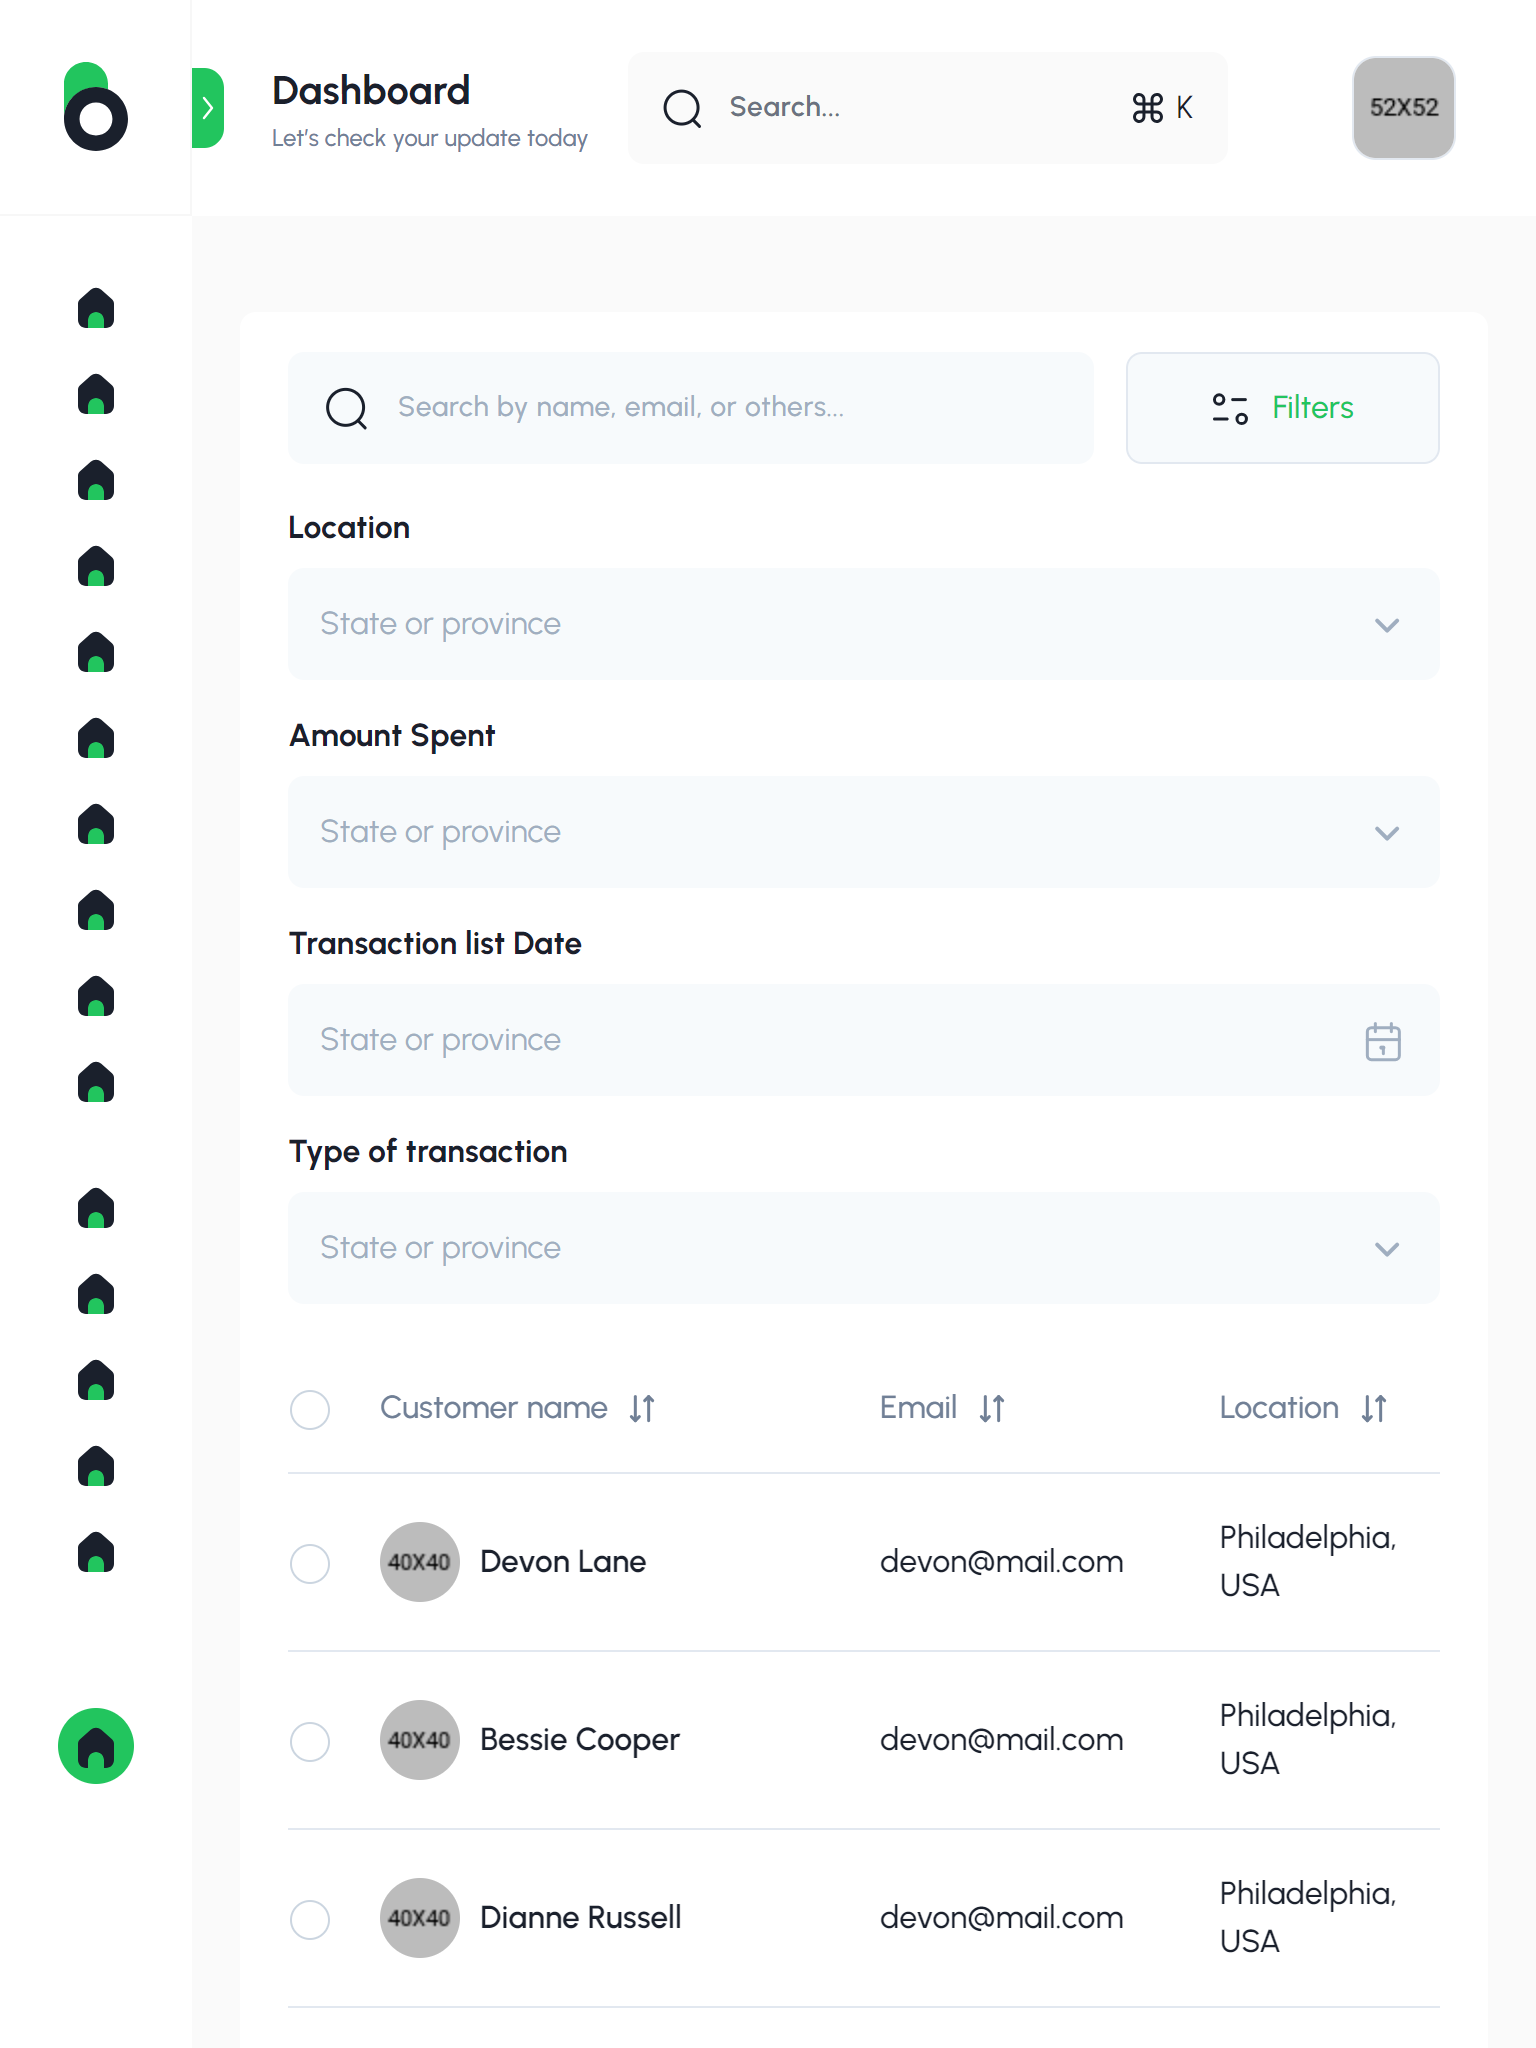 Dashboard
Let's check your update today
Search...
⌘ K
52X52
Search by name, email, or others...
Filters
Location
State or province
Amount Spent
State or province
Transaction list Date
State or province
Type of transaction
State or province
Customer name
Email
Location
40X40
Devon Lane
devon@mail.com
Philadelphia,
USA
40X40
Bessie Cooper
devon@mail.com
Philadelphia,
USA
40X40
Dianne Russell
devon@mail.com
Philadelphia,
USA